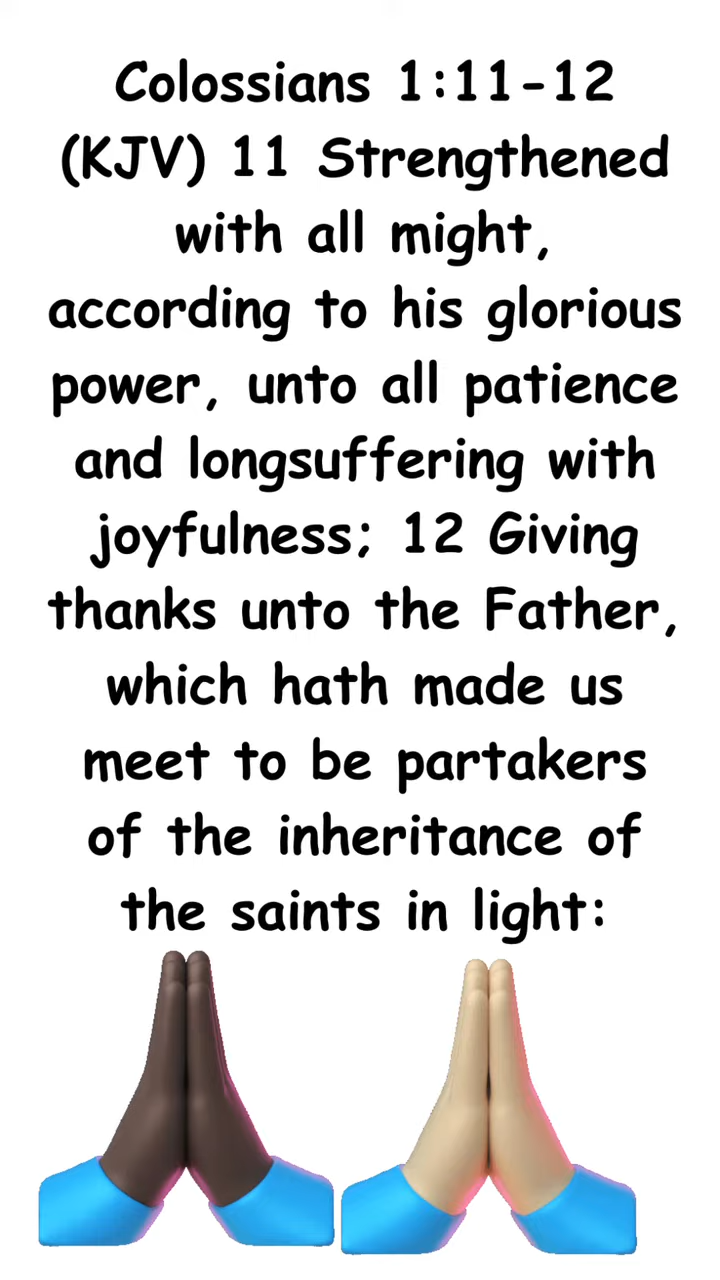 Colossians 1:11-12
(KJV) 11 Strengthened
with all might,
according to his glorious
power, unto all patience
and longsuffering with
joyfulness; 12 Giving
thanks unto the Father,
which hath made us
meet to be partakers
of the inheritance of
the saints in light: